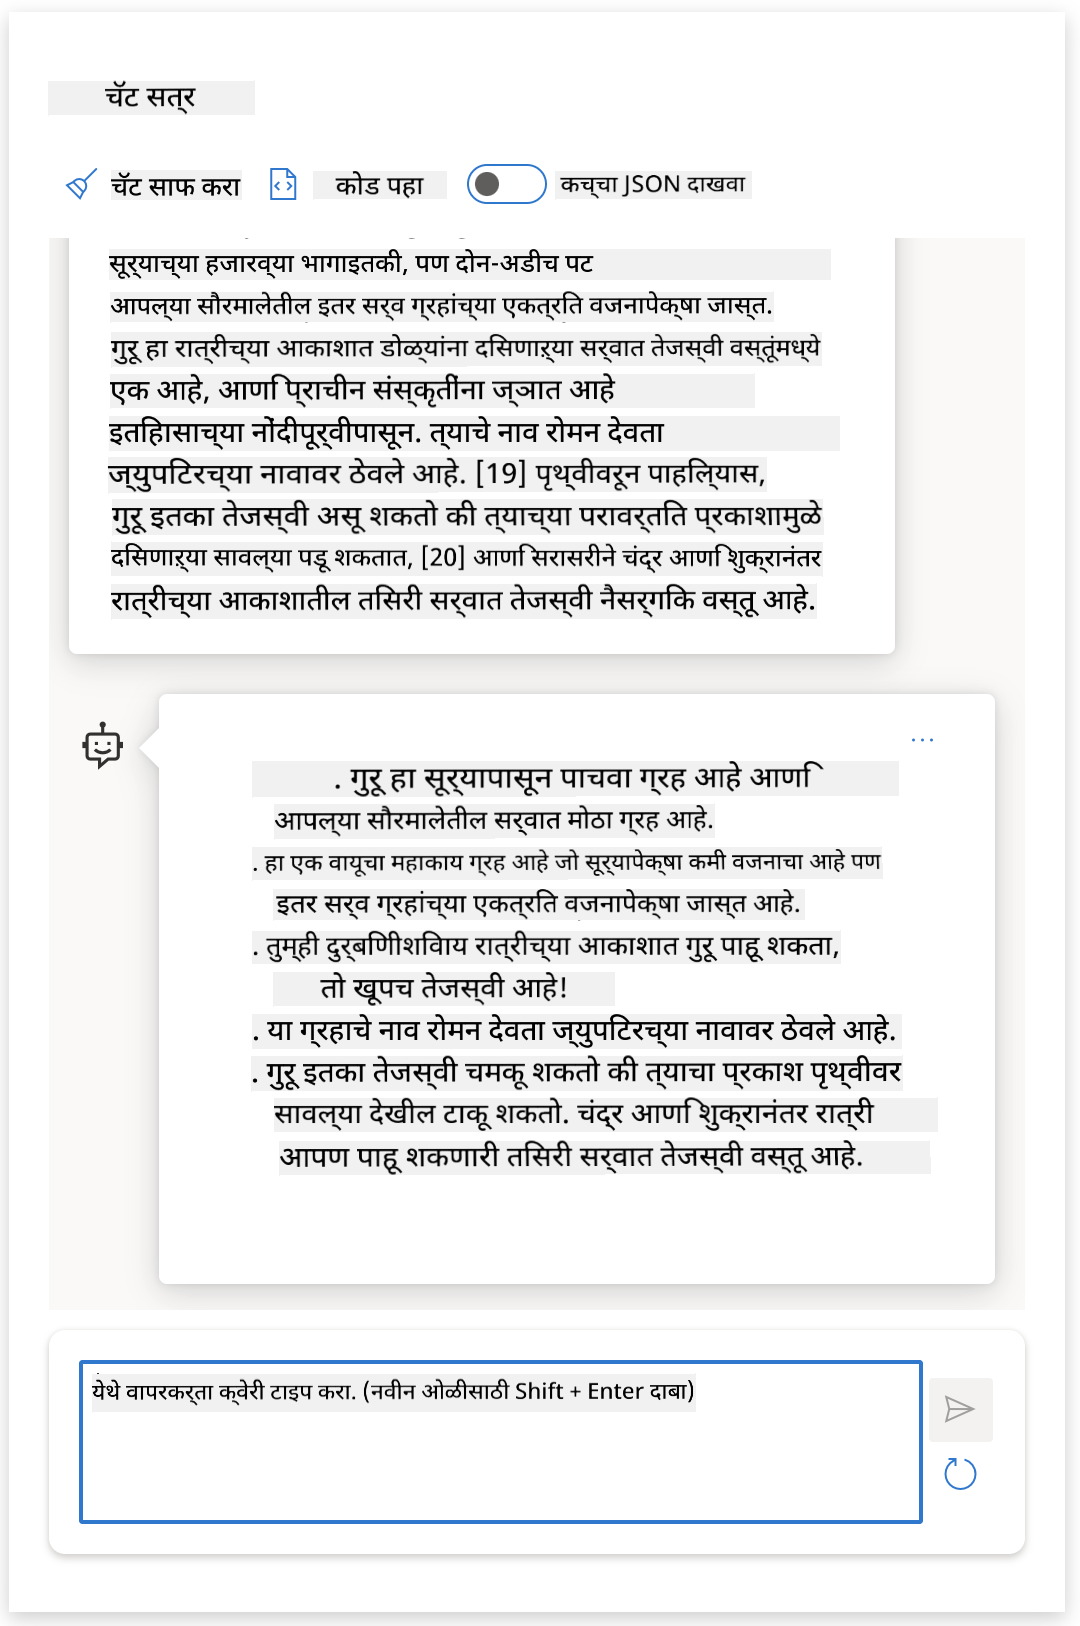 चॅट सत्र
चॅट साफ करा
कोड पहा
कच्चा JSON दाखवा
सूर्याच्या हजारव्या भागाइतकी, पण दोन-अडीच पट
आपल्या सौरमालेतील इतर सर्व ग्रहांच्या एकत्रित वजनापेक्षा जास्त.
गुरू हा रात्रीच्या आकाशात डोळ्यांना दिसणाऱ्या सर्वात तेजस्वी वस्तूंमध्ये
एक आहे, आणि प्राचीन संस्कृतींना ज्ञात आहे
इतिहासाच्या नोंदीपूर्वीपासून. त्याचे नाव रोमन देवता
ज्युपिटरच्या नावावर ठेवले आहे. [19] पृथ्वीवरून पाहिल्यास,
गुरू इतका तेजस्वी असू शकतो की त्याच्या परावर्तित प्रकाशामुळे
दिसणाऱ्या सावल्या पडू शकतात, [20] आणि सरासरीने चंद्र आणि शुक्रानंतर
रात्रीच्या आकाशातील तिसरी सर्वात तेजस्वी नैसर्गिक वस्तू आहे.
. गुरू हा सूर्यापासून पाचवा ग्रह आहे आणि
आपल्या सौरमालेतील सर्वात मोठा ग्रह आहे.
. हा एक वायूचा महाकाय ग्रह आहे जो सूर्यापेक्षा कमी वजनाचा आहे पण
इतर सर्व ग्रहांच्या एकत्रित वजनापेक्षा जास्त आहे.
. तुम्ही दुर्बिणीशिवाय रात्रीच्या आकाशात गुरू पाहू शकता,
तो खूपच तेजस्वी आहे!
. या ग्रहाचे नाव रोमन देवता ज्युपिटरच्या नावावर ठेवले आहे.
. गुरू इतका तेजस्वी चमकू शकतो की त्याचा प्रकाश पृथ्वीवर
सावल्या देखील टाकू शकतो. चंद्र आणि शुक्रानंतर रात्री
आपण पाहू शकणारी तिसरी सर्वात तेजस्वी वस्तू आहे.
येथे वापरकर्ता क्वेरी टाइप करा. (नवीन ओळीसाठी Shift + Enter दाबा)